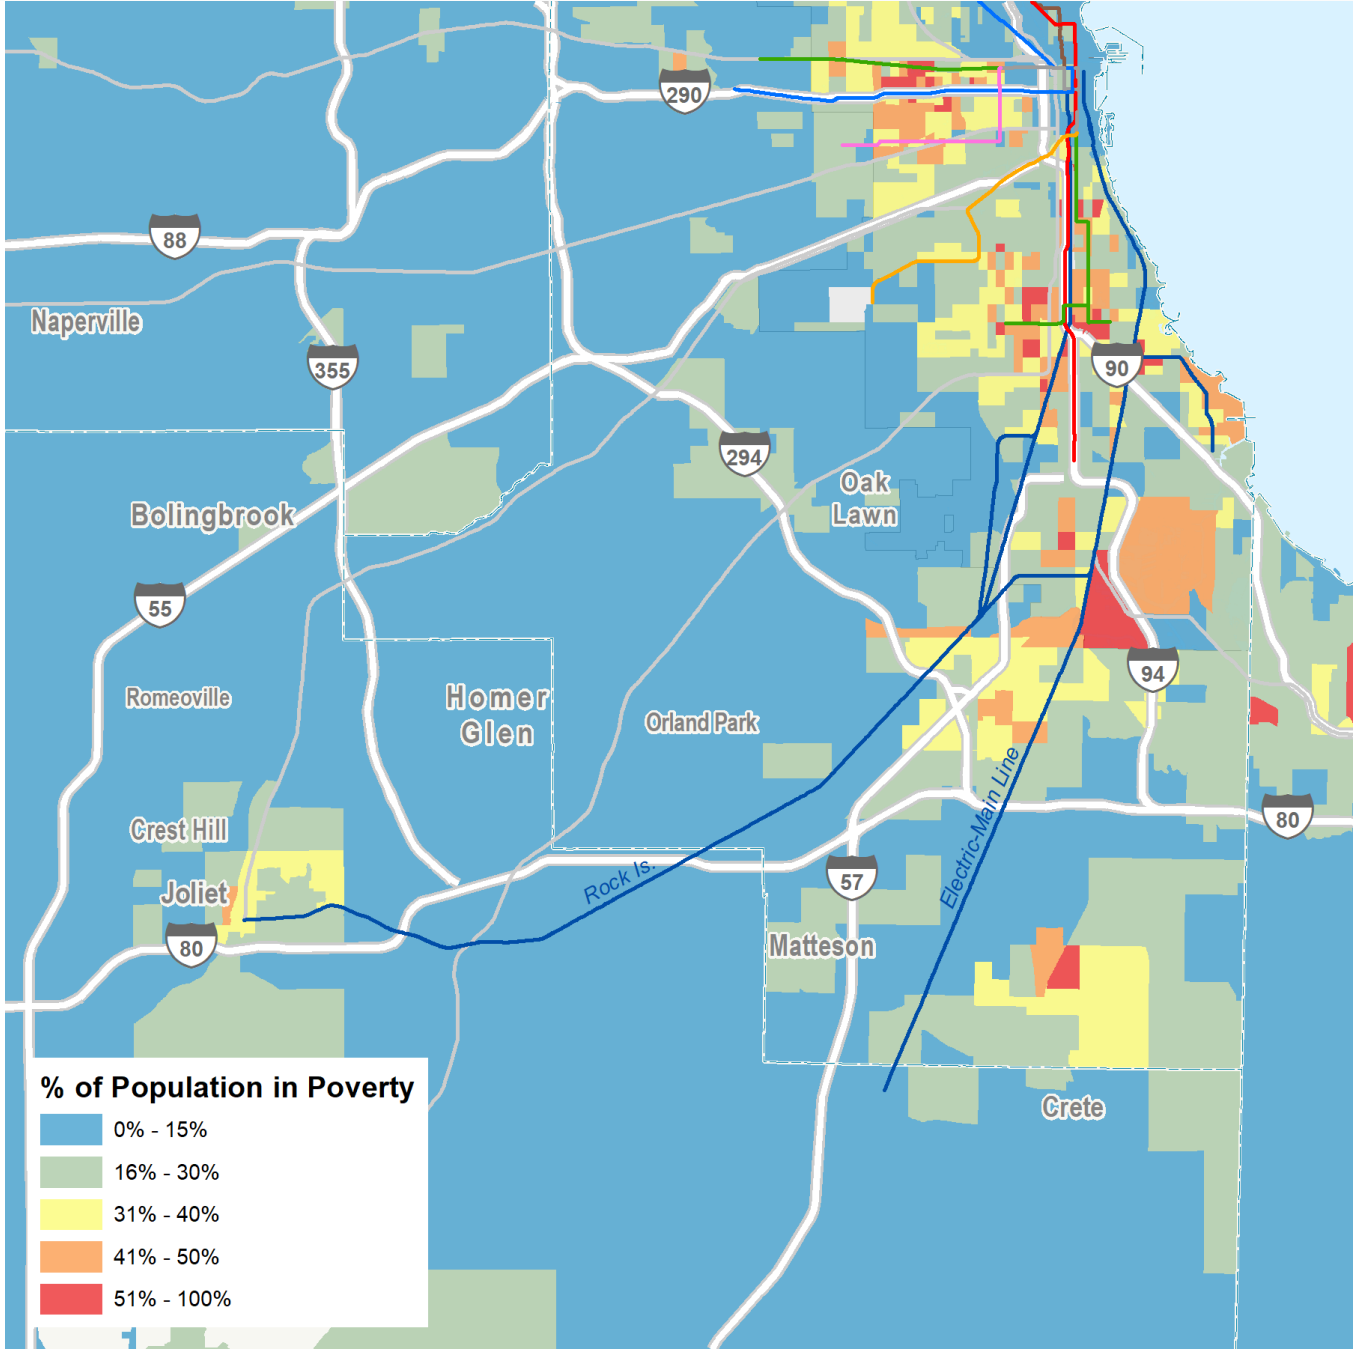 290
88
Naperville
355
90
294
Oak
Lawn
Bolingbrook
55
94
Romeoville
Homer
Glen
Orland Park
Electric-Main Line
80
Crest Hill
Rock Is.
57
Joliet
80
Matteson
% of Population in Poverty
0% - 15%
16% - 30%
31% - 40%
41% - 50%
51% - 100%
Crete